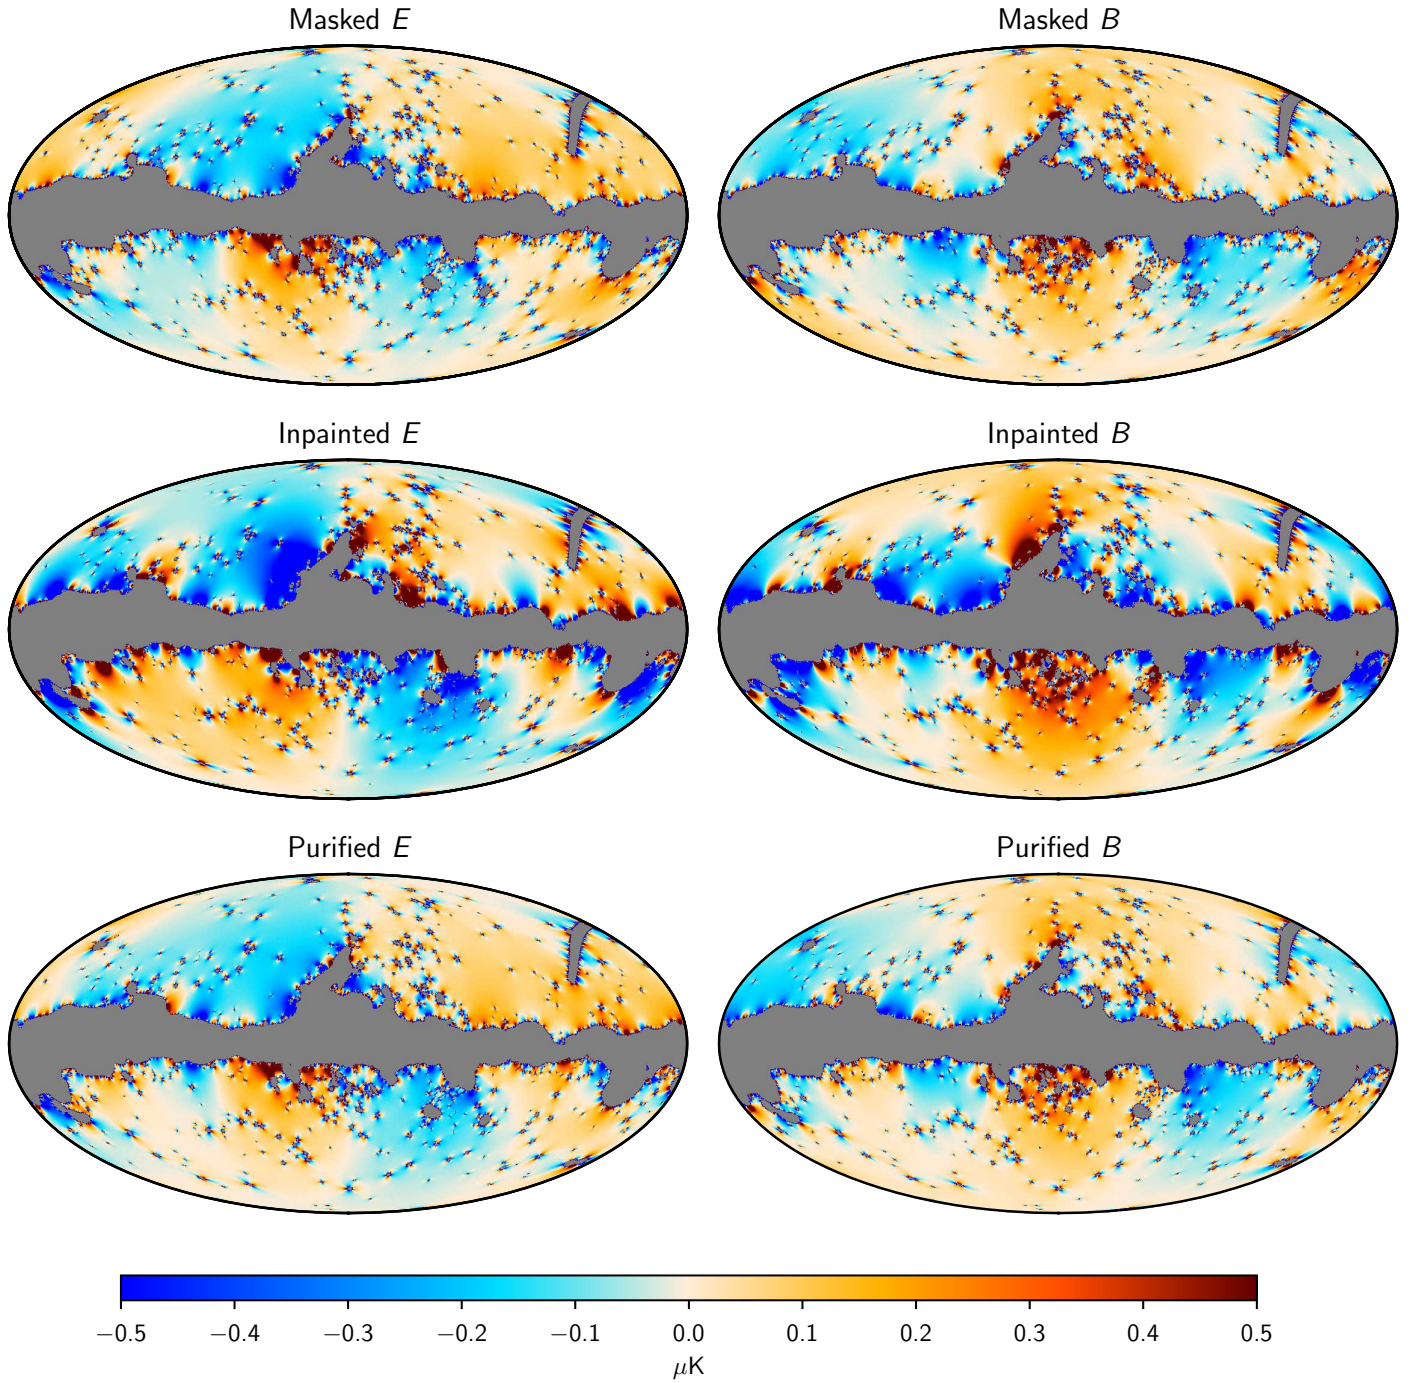 Masked E Masked B
Inpainted E Inpainted B
Purified E Purified B
−0.5 −0.4 −0.3 −0.2 −0.1 0.0 0.1 0.2 0.3 0.4 0.5
μK